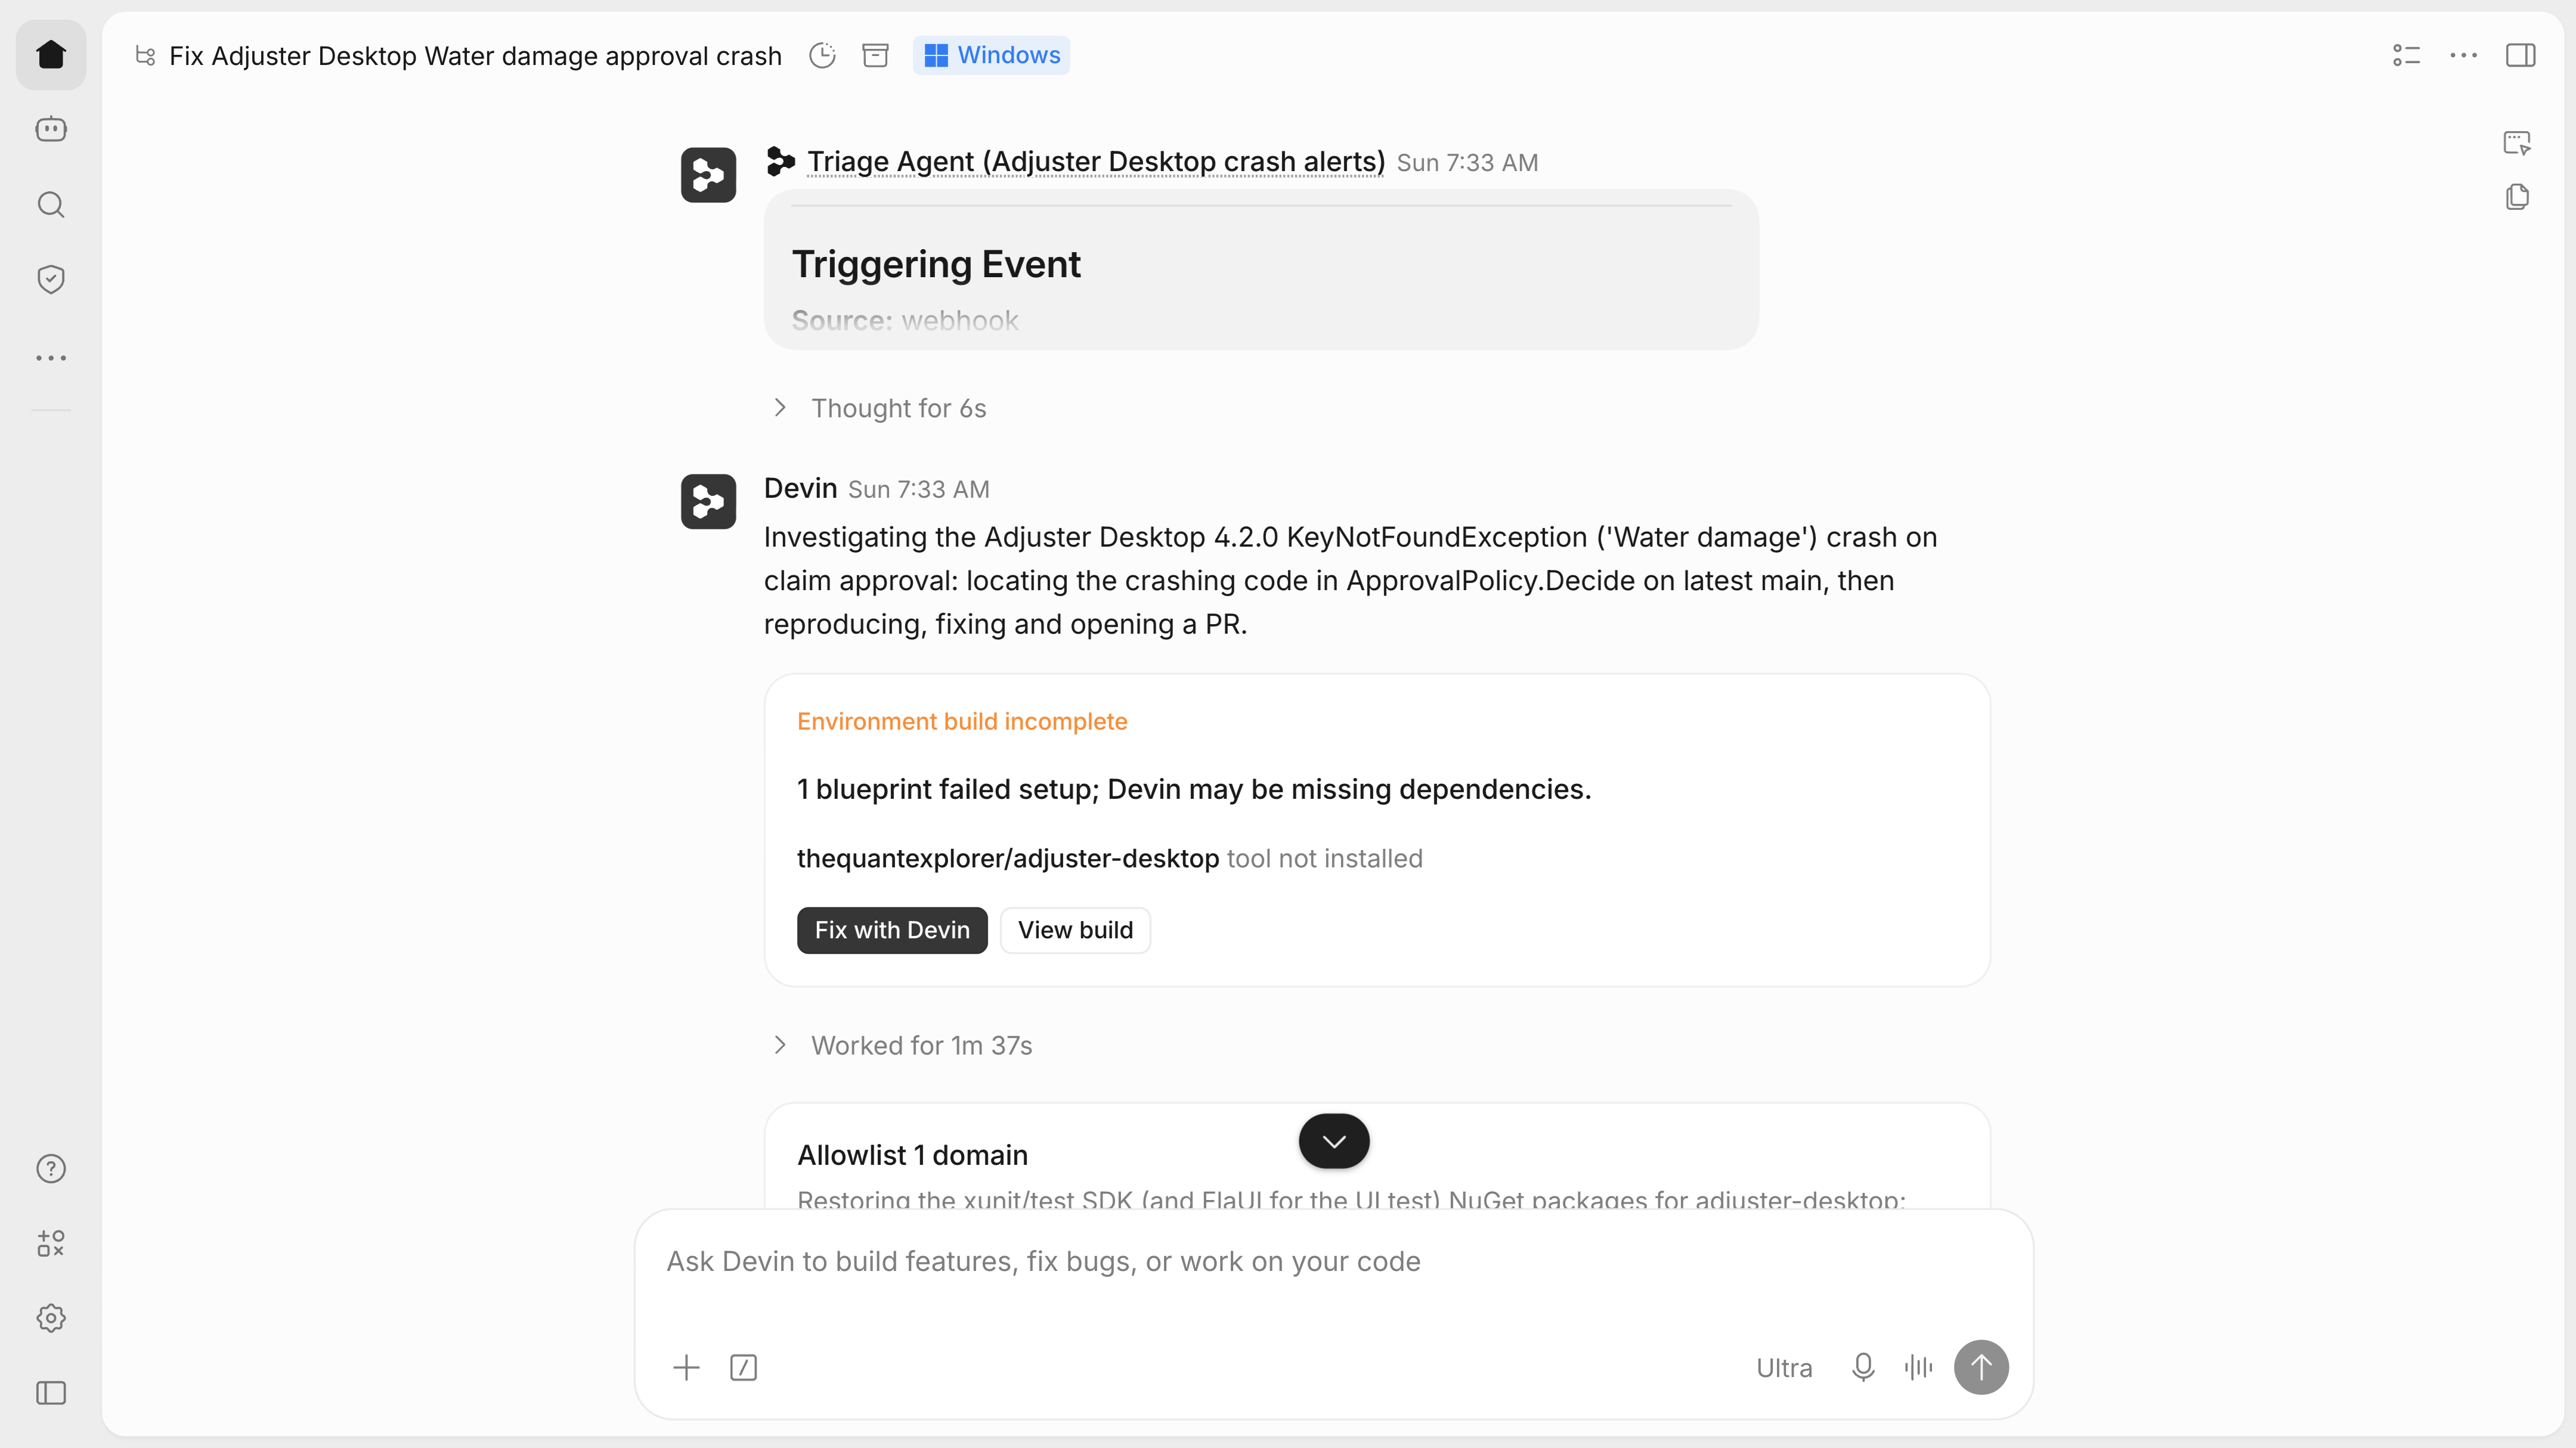 Fix Adjuster Desktop Water damage approval crash
Windows
Triage Agent (Adjuster Desktop crash alerts) Sun 7:33 AM
Triggering Event
Source: webhook
Thought for 6s
Devin Sun 7:33 AM
Investigating the Adjuster Desktop 4.2.0 KeyNotFoundException ('Water damage') crash on
claim approval: locating the crashing code in ApprovalPolicy.Decide on latest main, then
reproducing, fixing and opening a PR.
Environment build incomplete
1 blueprint failed setup; Devin may be missing dependencies.
thequantexplorer/adjuster-desktop tool not installed
Fix with Devin
View build
Worked for 1m 37s
Allowlist 1 domain
Restoring the xunit/test SDK (and FlaUI for the UI test) NuGet packages for adjuster-desktop:
Ask Devin to build features, fix bugs, or work on your code
Ultra